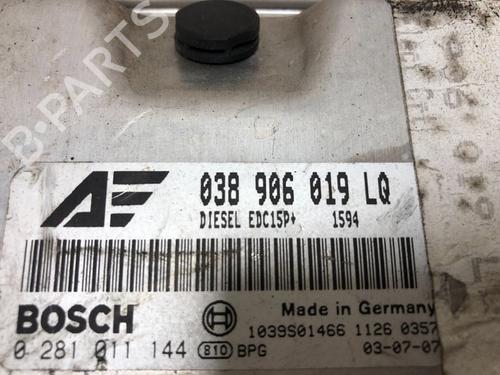 B-PARTS
AE 038 906 019 LQ
DIESEL EDC15P+ 1594
BOSCH
Made in Germany
1039S01466 1126 0357
0 281 011 144 810 BPG 03-07-07